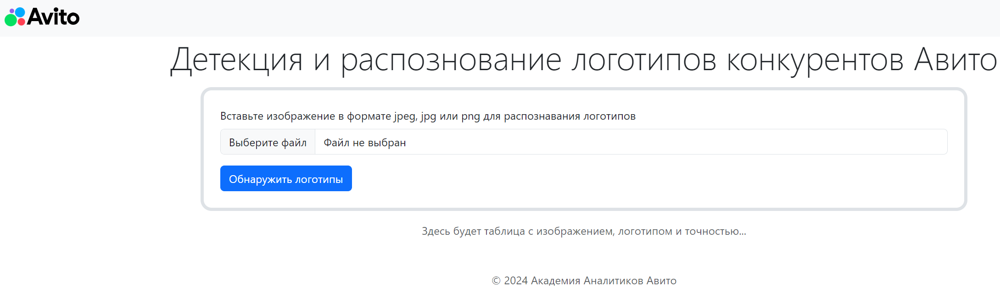 Avito
Детекция и распознование логотипов конкурентов Авито
Вставьте изображение в формате jpeg, jpg или png для распознавания логотипов
Выберите файл Файл не выбран
Обнаружить логотипы
Здесь будет таблица с изображением, логотипом и точностью...
© 2024 Академия Аналитиков Авито